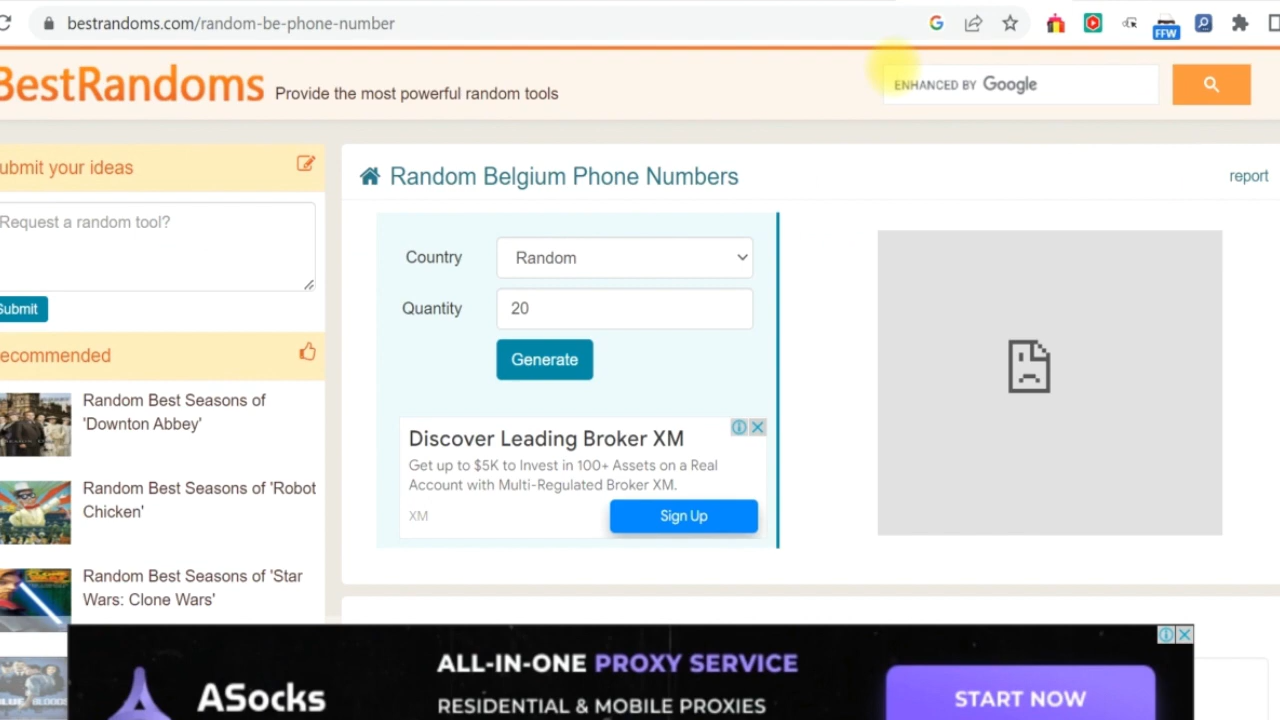 bestrandoms.com/random-be-phone-number
FFW
BestRandoms
Provide the most powerful random tools
ENHANCED BY Google
ubmit your ideas
Request a random tool?
Submit
ecommended
Random Best Seasons of
'Downton Abbey'
Random Best Seasons of 'Robot
Chicken'
Random Best Seasons of 'Star
Wars: Clone Wars'
Random Belgium Phone Numbers
report
Country
Random
Quantity
20
Generate
Discover Leading Broker XM
Get up to $5K to Invest in 100+ Assets on a Real
Account with Multi-Regulated Broker XM.
XM
Sign Up
ASocks
ALL-IN-ONE PROXY SERVICE
RESIDENTIAL & MOBILE PROXIES
START NOW